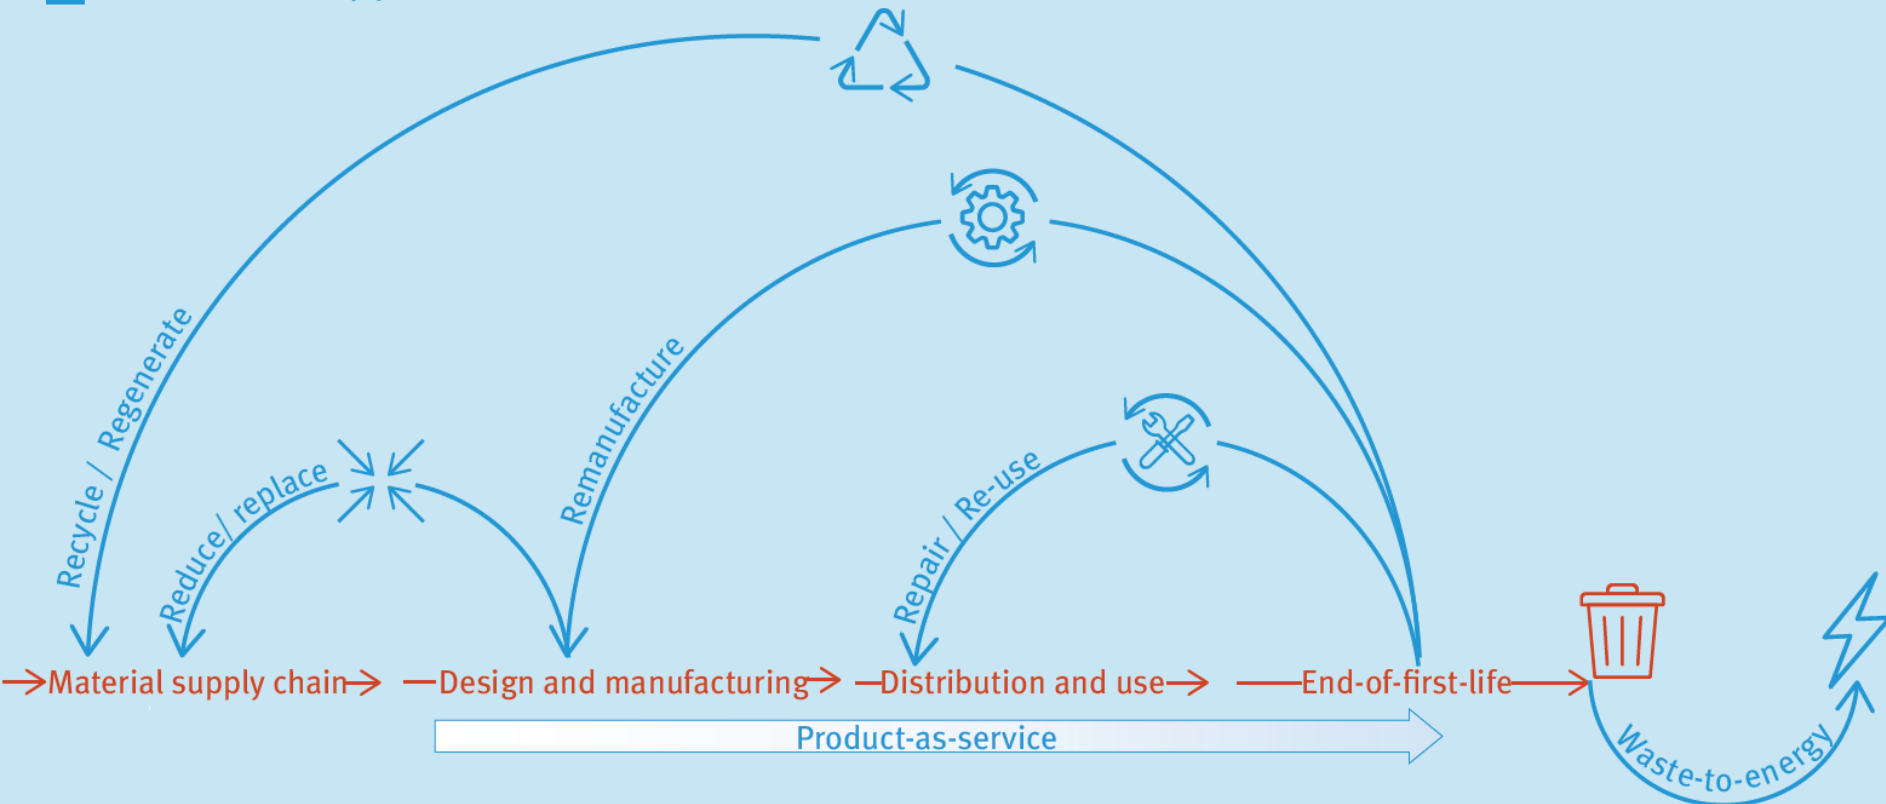 Recycle / Regenerate
Reduce/ replace
Remanufacture
Repair / Re-use
Material supply chain
Design and manufacturing
Distribution and use
End-of-first-life
Product-as-service
Waste-to-energy